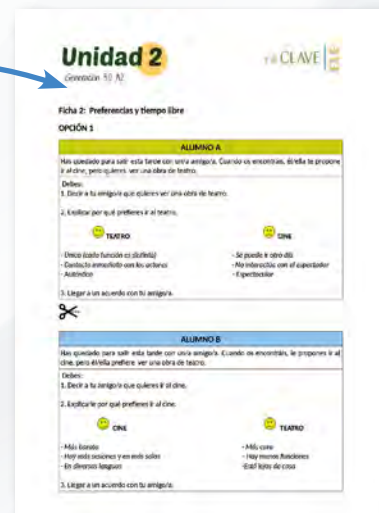 Unidad 2
en CLAVE ELE
Generación 3.0 A2
Ficha 2: Preferencias y tiempo libre
OPCIÓN 1
ALUMNO A
Has quedado para salir esta tarde con un/a amigo/a. Cuando os encontráis, él/ella te propone
ir al cine, pero quieres ver una obra de teatro.
Debes:
1. Decir a tu amigo/a que quieres ver una obra de teatro.
2. Explicar por qué prefieres ir al teatro.
TEATRO
CINE
- Único (cada función es distinta)
- Se puede ir otro día
- Contacto inmediato con los actores
- No interactúa con el espectador
- Auténtico
- Espectacular
3. Llegar a un acuerdo con tu amigo/a.
ALUMNO B
Has quedado para salir esta tarde con un/a amigo/a. Cuando os encontráis, le propones ir al
cine, pero él/ella prefiere ver una obra de teatro.
Debes:
1. Decir a tu amigo/a que quieres ir al cine.
2. Explicarle por qué prefieres ir al cine.
CINE
TEATRO
- Más barato
- Más caro
- Hay más sesiones y en más salas
- Hay menos funciones
- En diversas lenguas
-Está lejos de casa
3. Llegar a un acuerdo con tu amigo/a.